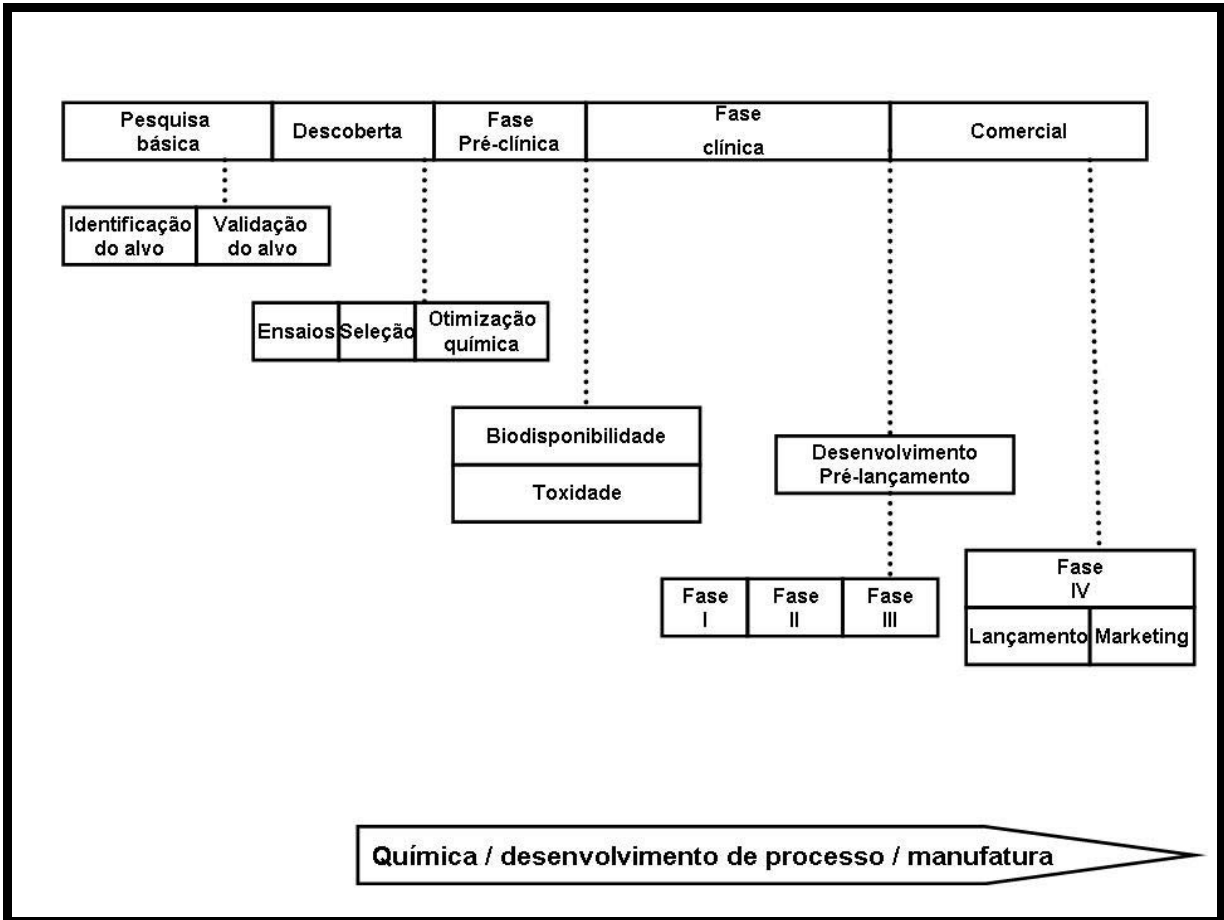 Pesquisa
básica
Descoberta
Fase
Pré-clínica
Fase
clínica
Comercial
Identificação
do alvo
Validação
do alvo
Ensaios
Seleção
Otimização
química
Biodisponibilidade
Toxidade
Desenvolvimento
Pré-lançamento
Fase
I
Fase
II
Fase
III
Fase
IV
Lançamento
Marketing
Química / desenvolvimento de processo / manufatura